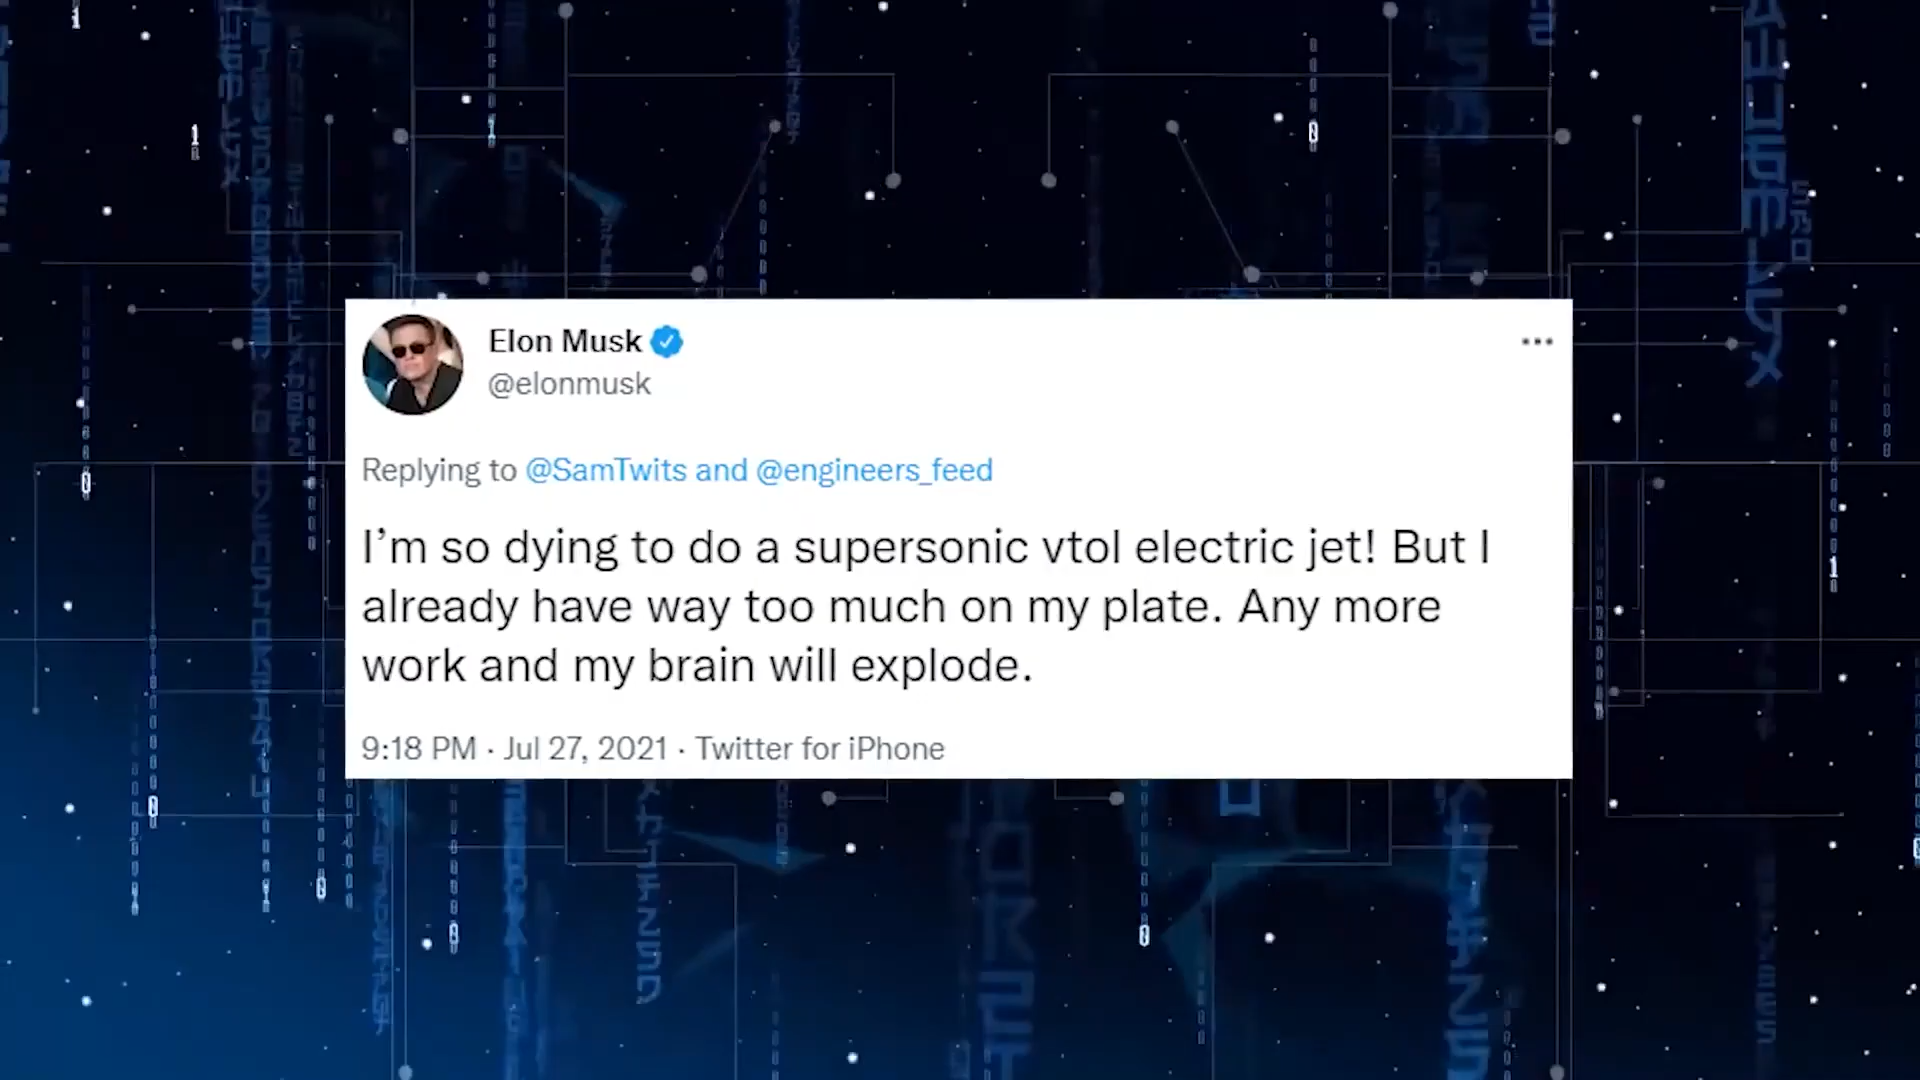 Elon Musk
@elonmusk
Replying to @SamTwits and @engineers_feed
I’m so dying to do a supersonic vtol electric jet! But I
already have way too much on my plate. Any more
work and my brain will explode.
9:18 PM · Jul 27, 2021 · Twitter for iPhone